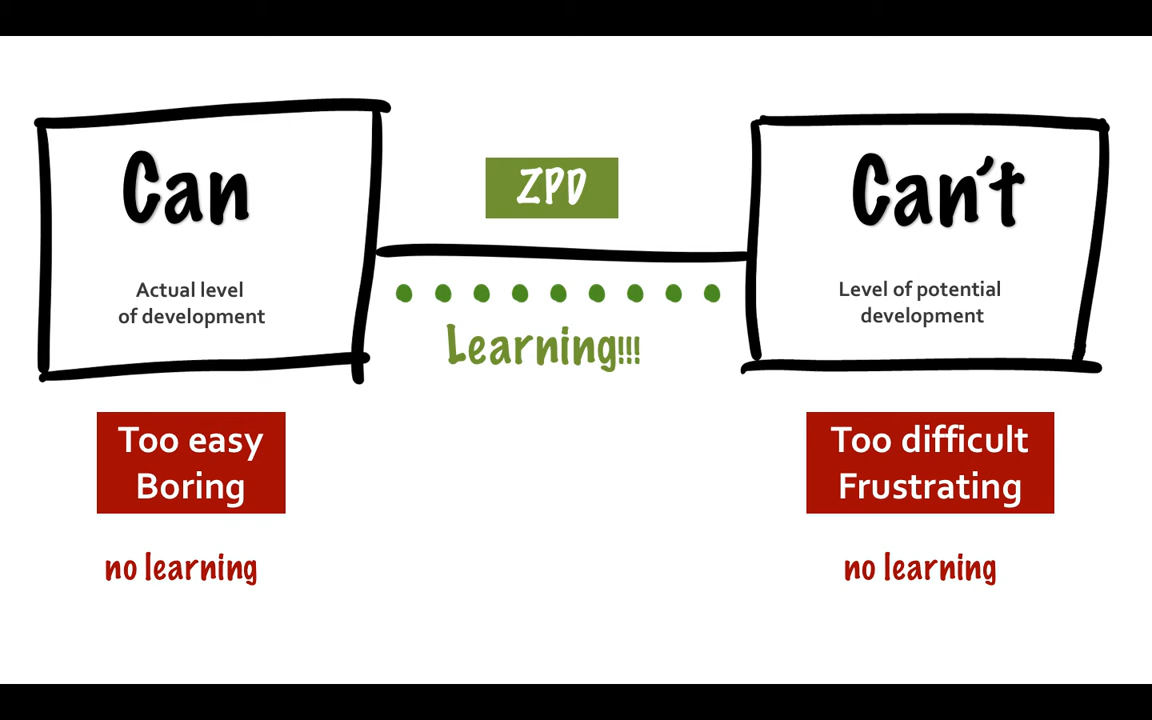 Can
Actual level
of development
Too easy
Boring
no learning
ZPD
Learning!!!
Can't
Level of potential
development
Too difficult
Frustrating
no learning